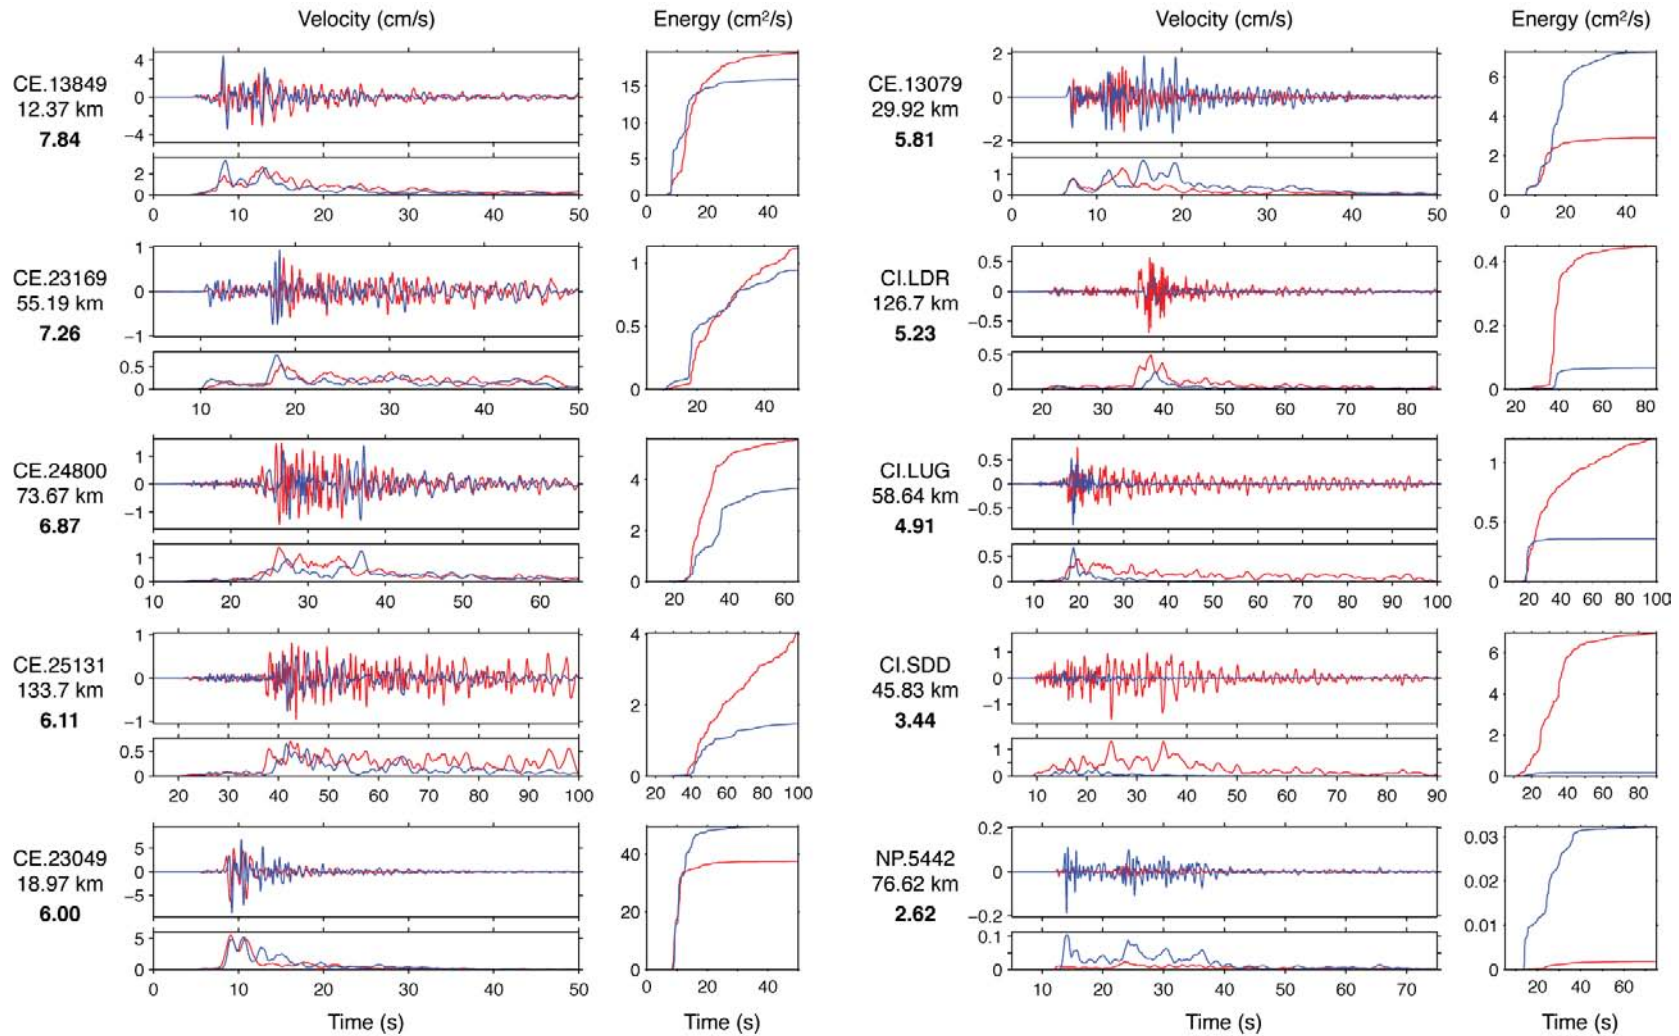 Velocity (cm/s) Energy (cm²/s) Velocity (cm/s) Energy (cm²/s)
CE.13849
12.37 km
7.84
4
0
−4
2
0
0 10 20 30 40 50
15
10
5
0
0 20 40
CE.13079
29.92 km
5.81
2
0
−2
1
0
0 10 20 30 40 50
6
4
2
0
0 20 40
CE.23169
55.19 km
7.26
1
0
−1
0.5
0
10 20 30 40 50
1
0.5
0
20 40
CI.LDR
126.7 km
5.23
0.5
0
−0.5
0.5
0
20 30 40 50 60 70 80
0.4
0.2
0
20 40 60 80
CE.24800
73.67 km
6.87
1
0
−1
1
0
10 20 30 40 50 60
4
2
0
20 40 60
CI.LUG
58.64 km
4.91
0.5
0
−0.5
0.5
0
10 20 30 40 50 60 70 80 90 100
1
0.5
0
20 40 60 80 100
CE.25131
133.7 km
6.11
1
0
−1
0.5
0
20 30 40 50 60 70 80 90 100
4
2
0
20 40 60 80 100
CI.SDD
45.83 km
3.44
1
0
−1
1
0
10 20 30 40 50 60 70 80 90
6
4
2
0
20 40 60 80
CE.23049
18.97 km
6.00
5
0
−5
5
0
0 10 20 30 40 50
40
20
0
0 20 40
NP.5442
76.62 km
2.62
0.2
0
−0.2
0.1
0
10 20 30 40 50 60 70
0.03
0.02
0.01
0
20 40 60
Time (s) Time (s) Time (s) Time (s)